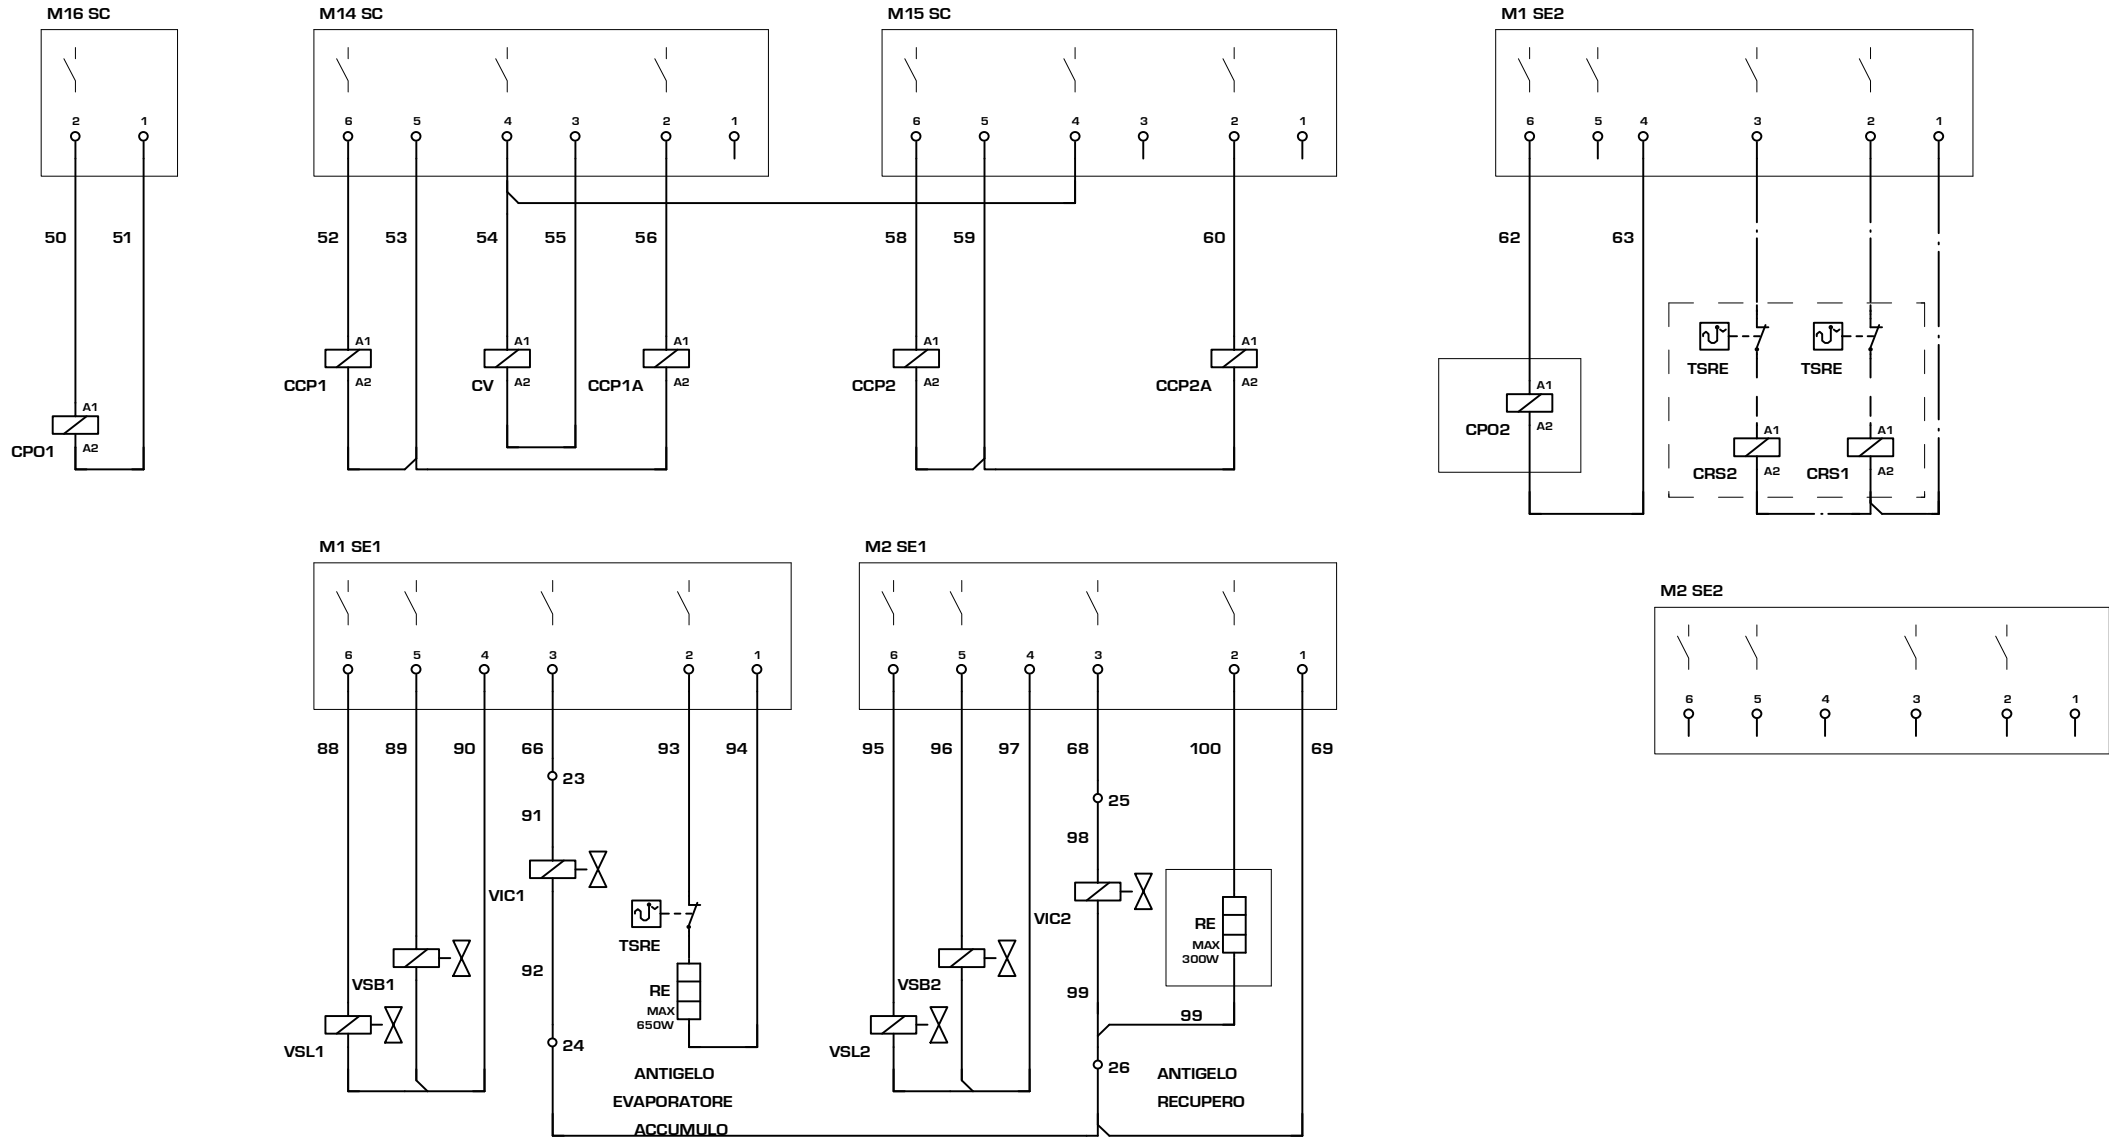 M16 SC M14 SC M15 SC M1 SE2
2 1 6 5 4 3 2 1 6 5 4 3 2 1 6 5 4 3 2 1
50 51 52 53 54 55 56 58 59 60 62 63
A1 A1 A1 A1 A1
CCP1 A2 CV A2 CCP1A A2 CCP2 A2 CCP2A A2
TSRE TSRE
A1 A1
CPO1 A2 CPO2 A2
A1 A1
CRS2 A2 CRS1 A2
M1 SE1 M2 SE1
M2 SE2
6 5 4 3 2 1 6 5 4 3 2 1
6 5 4 3 2 1
88 89 90 66 93 94 95 96 97 68 100 69
23 25
91 98
VIC1 VIC2
RE
MAX
300W
TSRE
92
VSB1 VSB2
RE
MAX
650W
99 99
VSL1 24 VSL2 26
ANTIGELO
EVAPORATORE
ACCUMULO
ANTIGELO
RECUPERO